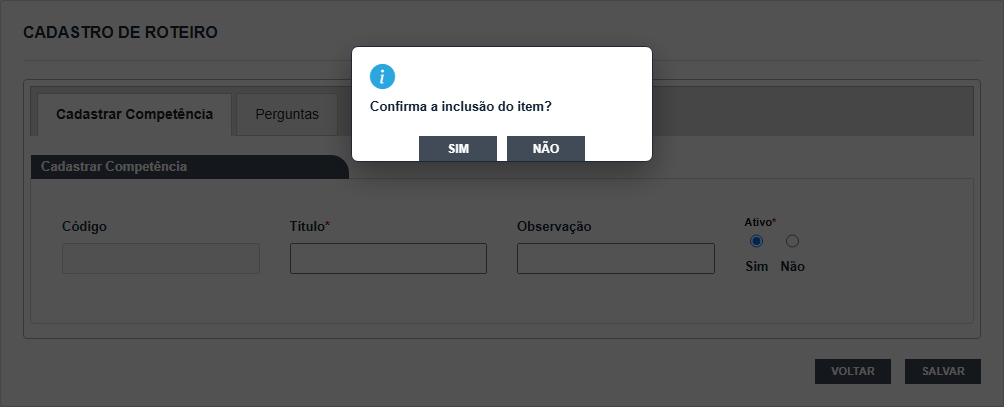 CADASTRO DE ROTEIRO
i
Confirma a inclusão do item?
SIM NÃO
Cadastrar Competência Perguntas
Cadastrar Competência
Código Título* Observação Ativo*
Sim Não
VOLTAR SALVAR